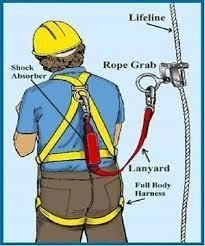 Lifeline
Rope Grab
Shock
Absorber
Lanyard
Full Body
Harness